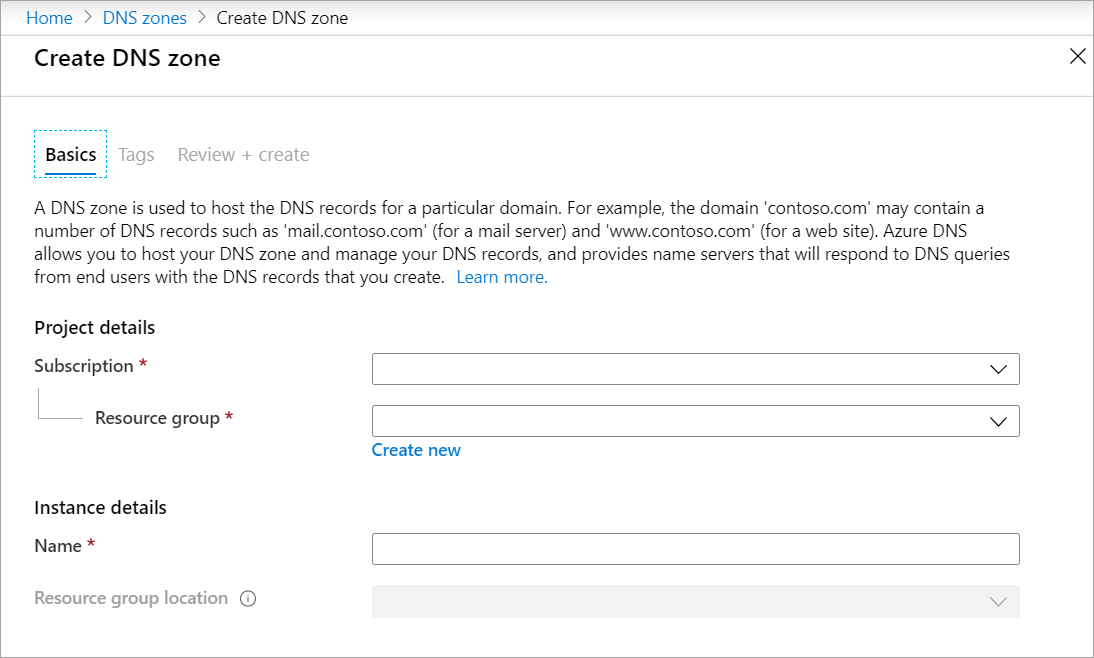 Home > DNS zones > Create DNS zone
Create DNS zone
Basics Tags Review + create
A DNS zone is used to host the DNS records for a particular domain. For example, the domain 'contoso.com' may contain a
number of DNS records such as 'mail.contoso.com' (for a mail server) and 'www.contoso.com' (for a web site). Azure DNS
allows you to host your DNS zone and manage your DNS records, and provides name servers that will respond to DNS queries
from end users with the DNS records that you create. Learn more.
Project details
Subscription *
Resource group *
Create new
Instance details
Name *
Resource group location